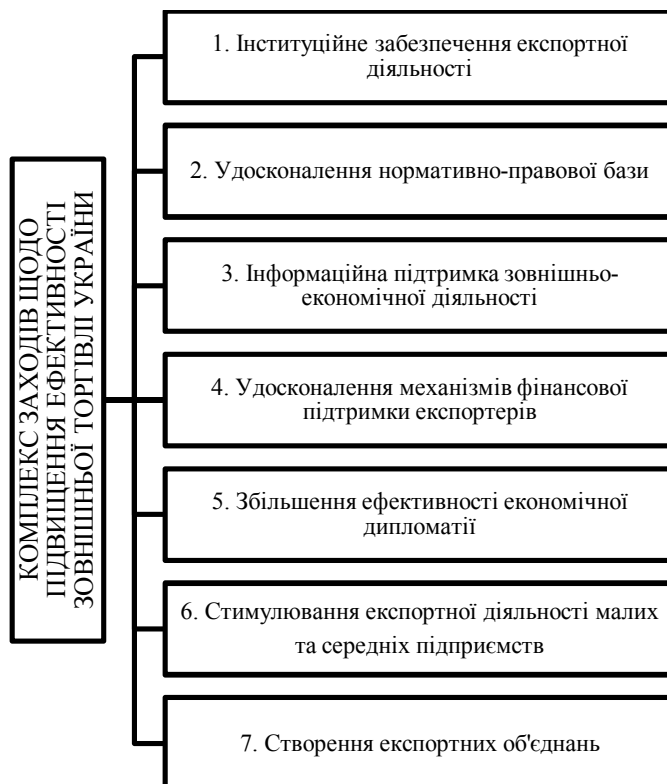 КОМПЛЕКС ЗАХОДІВ ЩОДО
ПІДВИЩЕННЯ ЕФЕКТИВНОСТІ
ЗОВНІШНЬОЇ ТОРГІВЛІ УКРАЇНИ
1. Інституційне забезпечення експортної
діяльності
2. Удосконалення нормативно-правової бази
3. Інформаційна підтримка зовнішньо-
економічної діяльності
4. Удосконалення механізмів фінансової
підтримки експортерів
5. Збільшення ефективності економічної
дипломатії
6. Стимулювання експортної діяльності малих
та середніх підприємств
7. Створення експортних об'єднань